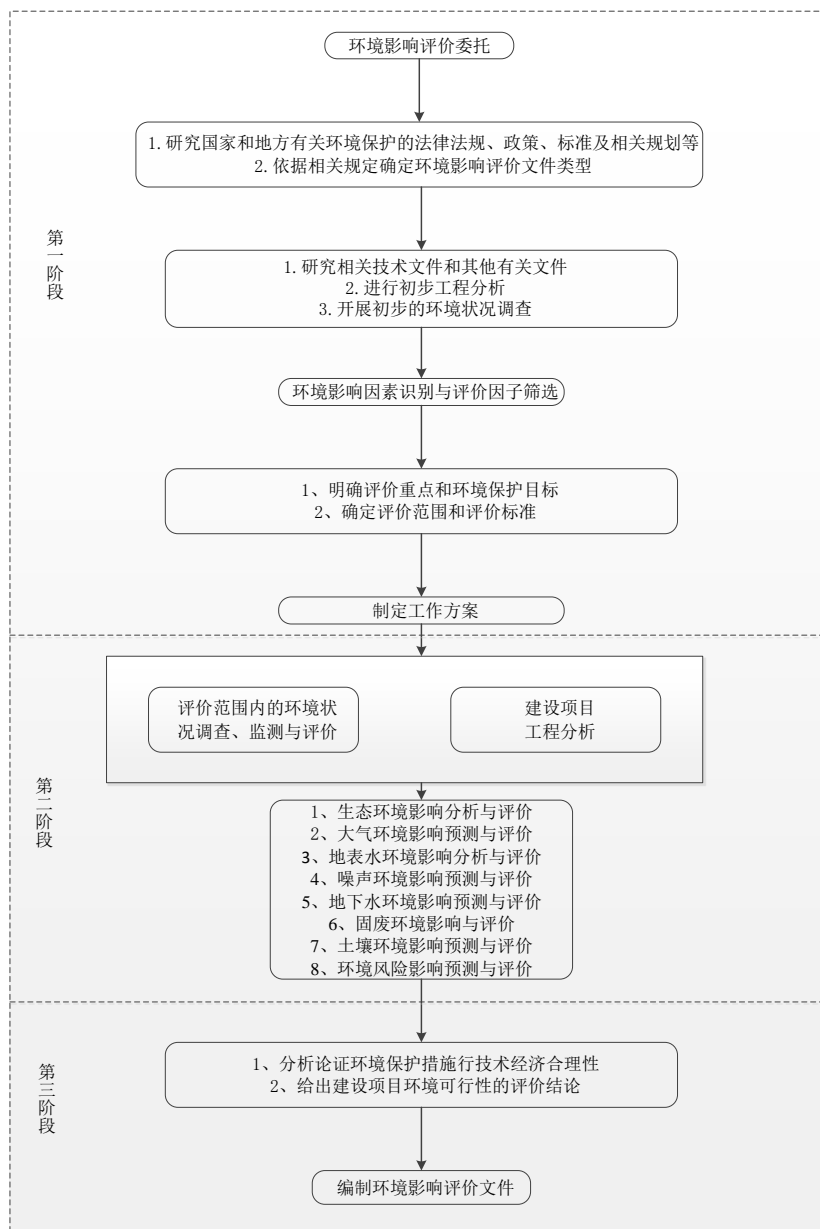 环境影响评价委托
1.研究国家和地方有关环境保护的法律法规、政策、标准及相关规划等
2.依据相关规定确定环境影响评价文件类型
第一阶段
1.研究相关技术文件和其他有关文件
2.进行初步工程分析
3.开展初步的环境状况调查
环境影响因素识别与评价因子筛选
1、明确评价重点和环境保护目标
2、确定评价范围和评价标准
制定工作方案
评价范围内的环境状
况调查、监测与评价
建设项目
工程分析
第二阶段
1、生态环境影响分析与评价
2、大气环境影响预测与评价
3、地表水环境影响分析与评价
4、噪声环境影响预测与评价
5、地下水环境影响预测与评价
6、固废环境影响与评价
7、土壤环境影响预测与评价
8、环境风险影响预测与评价
第三阶段
1、分析论证环境保护措施行技术经济合理性
2、给出建设项目环境可行性的评价结论
编制环境影响评价文件